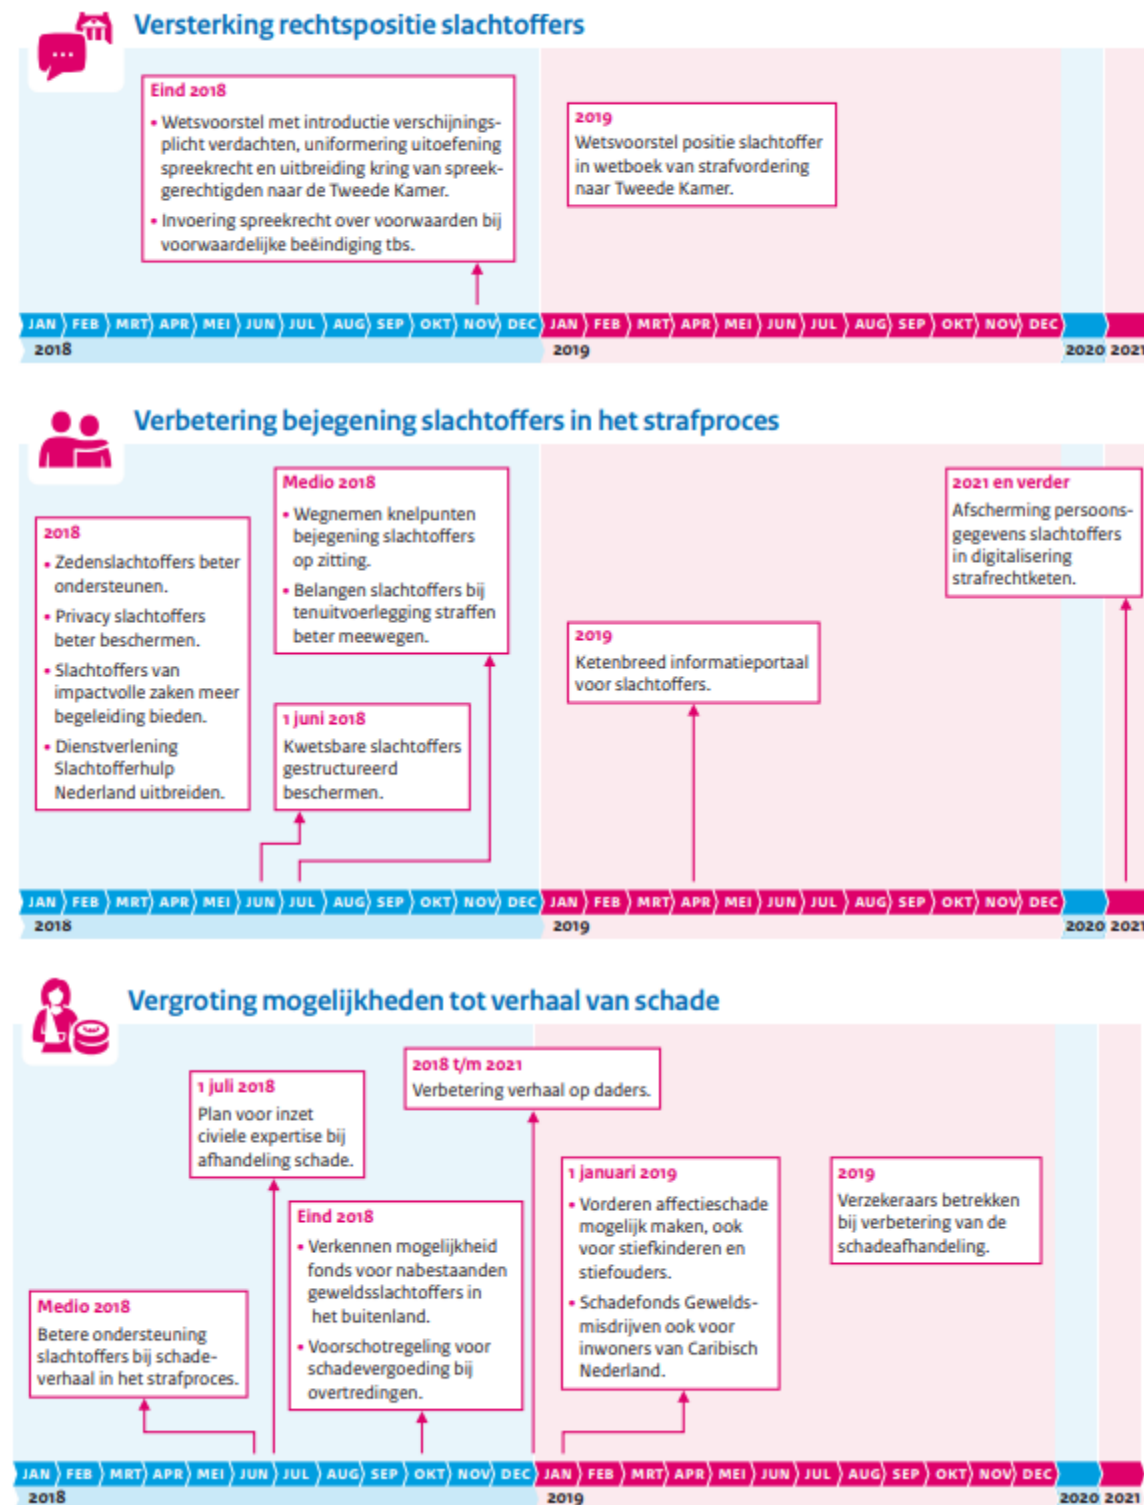 Versterking rechtspositie slachtoffers
Eind 2018
• Wetsvoorstel met introductie verschijnings-
plicht verdachten, uniformering uitoefening
spreekrecht en uitbreiding kring van spreek-
gerechtigden naar de Tweede Kamer.
• Invoering spreekrecht over voorwaarden bij
voorwaardelijke beëindiging tbs.
2019
Wetsvoorstel positie slachtoffer
in wetboek van strafvordering
naar Tweede Kamer.
JAN FEB MRT APR MEI JUN JUL AUG SEP OKT NOV DEC JAN FEB MRT APR MEI JUN JUL AUG SEP OKT NOV DEC
2018 2019 2020 2021
Verbetering bejegening slachtoffers in het strafproces
2018
• Zedenslachtoffers beter
ondersteunen.
• Privacy slachtoffers
beter beschermen.
• Slachtoffers van
impactvolle zaken meer
begeleiding bieden.
• Dienstverlening
Slachtofferhulp
Nederland uitbreiden.
Medio 2018
• Wegnemen knelpunten
bejegening slachtoffers
op zitting.
• Belangen slachtoffers bij
tenuitvoerlegging straffen
beter meewegen.
1 juni 2018
Kwetsbare slachtoffers
gestructureerd
beschermen.
2019
Ketenbreed informatieportaal
voor slachtoffers.
2021 en verder
Afscherming persoons-
gegevens slachtoffers
in digitalisering
strafrechtketen.
JAN FEB MRT APR MEI JUN JUL AUG SEP OKT NOV DEC JAN FEB MRT APR MEI JUN JUL AUG SEP OKT NOV DEC
2018 2019 2020 2021
Vergroting mogelijkheden tot verhaal van schade
Medio 2018
Betere ondersteuning
slachtoffers bij schade-
verhaal in het strafproces.
1 juli 2018
Plan voor inzet
civiele expertise bij
afhandeling schade.
Eind 2018
• Verkennen mogelijkheid
fonds voor nabestaanden
geweldsslachtoffers in
het buitenland.
• Voorschotregeling voor
schadevergoeding bij
overtredingen.
2018 t/m 2021
Verbetering verhaal op daders.
1 januari 2019
• Vorderen affectieschade
mogelijk maken, ook
voor stiefkinderen en
stiefouders.
• Schadefonds Gewelds-
misdrijven ook voor
inwoners van Caribisch
Nederland.
2019
Verzekeraars betrekken
bij verbetering van de
schadeafhandeling.
JAN FEB MRT APR MEI JUN JUL AUG SEP OKT NOV DEC JAN FEB MRT APR MEI JUN JUL AUG SEP OKT NOV DEC
2018 2019 2020 2021